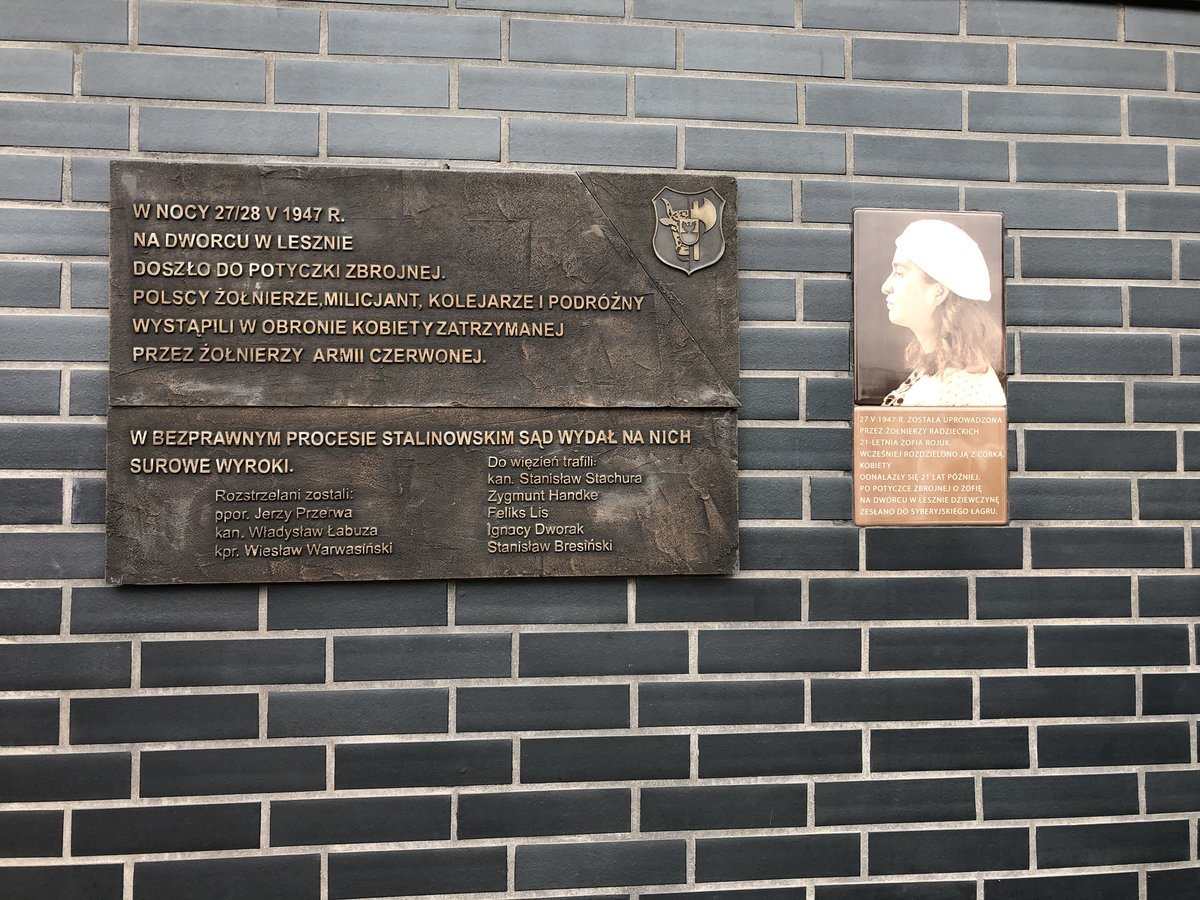 W NOCY 27/28 V 1947 R.
NA DWORCU W LESZNIE
DOSZŁO DO POTYCZKI ZBROJNEJ.
POLSCY ŻOŁNIERZE, MILICJANT, KOLEJARZE I PODRÓŻNY
WYSTĄPILI W OBRONIE KOBIETY ZATRZYMANEJ
PRZEZ ŻOŁNIERZY ARMII CZERWONEJ.
W BEZPRAWNYM PROCESIE STALINOWSKIM SĄD WYDAŁ NA NICH
SUROWE WYROKI.
Rozstrzelani zostali:
ppor. Jerzy Przerwa
kan. Władysław Łabuza
kpr. Wiesław Warwasiński
Do więzień trafili:
kan. Stanisław Stachura
Zygmunt Handke
Feliks Lis
Ignacy Dworak
Stanisław Bresiński
27 V 1947 R. ZOSTAŁA UPROWADZONA
PRZEZ ŻOŁNIERZY RADZIECKICH
21-LETNIA ZOFIA ROJUK.
WCZEŚNIEJ ROZDZIELONO JĄ Z CÓRKĄ
KOBIETY
ODNALAZŁY SIĘ 21 LAT PÓŹNIEJ.
PO POTYCZCE ZBROJNEJ O ZOFIĘ
NA DWORCU W LESZNIE DZIEWCZYNĘ
ZESŁANO DO SYBERYJSKIEGO ŁAGRU.